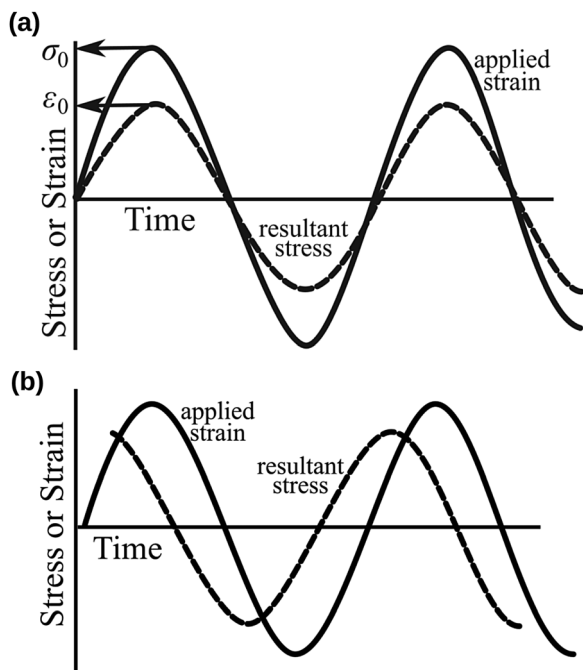 (a)
σ₀
applied
strain
ε₀
Stress or Strain
Time
resultant
stress
(b)
applied
strain
resultant
stress
Stress or Strain
Time